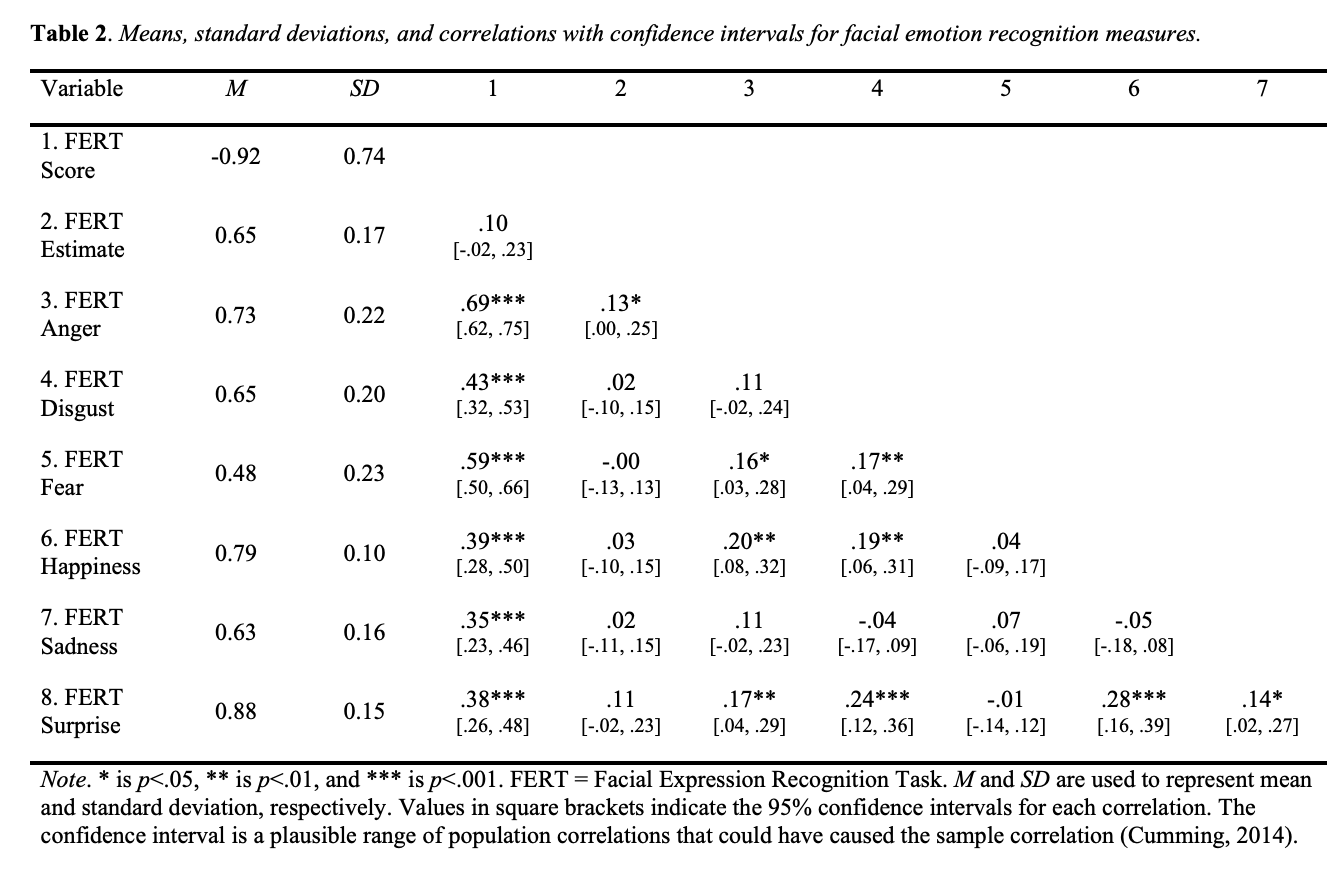 Table 2. Means, standard deviations, and correlations with confidence intervals for facial emotion recognition measures.
Variable M SD 1 2 3 4 5 6 7
1. FERT
Score -0.92 0.74
2. FERT
Estimate 0.65 0.17 .10
[-.02, .23]
3. FERT
Anger 0.73 0.22 .69*** .13*
[.62, .75] [.00, .25]
4. FERT
Disgust 0.65 0.20 .43*** .02 .11
[.32, .53] [-.10, .15] [-.02, .24]
5. FERT
Fear 0.48 0.23 .59*** -.00 .16* .17**
[.50, .66] [-.13, .13] [.03, .28] [.04, .29]
6. FERT
Happiness 0.79 0.10 .39*** .03 .20** .19** .04
[.28, .50] [-.10, .15] [.08, .32] [.06, .31] [-.09, .17]
7. FERT
Sadness 0.63 0.16 .35*** .02 .11 -.04 .07 -.05
[.23, .46] [-.11, .15] [-.02, .23] [-.17, .09] [-.06, .19] [-.18, .08]
8. FERT
Surprise 0.88 0.15 .38*** .11 .17** .24*** -.01 .28*** .14*
[.26, .48] [-.02, .23] [.04, .29] [.12, .36] [-.14, .12] [.16, .39] [.02, .27]
Note. * is p<.05, ** is p<.01, and *** is p<.001. FERT = Facial Expression Recognition Task. M and SD are used to represent mean
and standard deviation, respectively. Values in square brackets indicate the 95% confidence intervals for each correlation. The
confidence interval is a plausible range of population correlations that could have caused the sample correlation (Cumming, 2014).